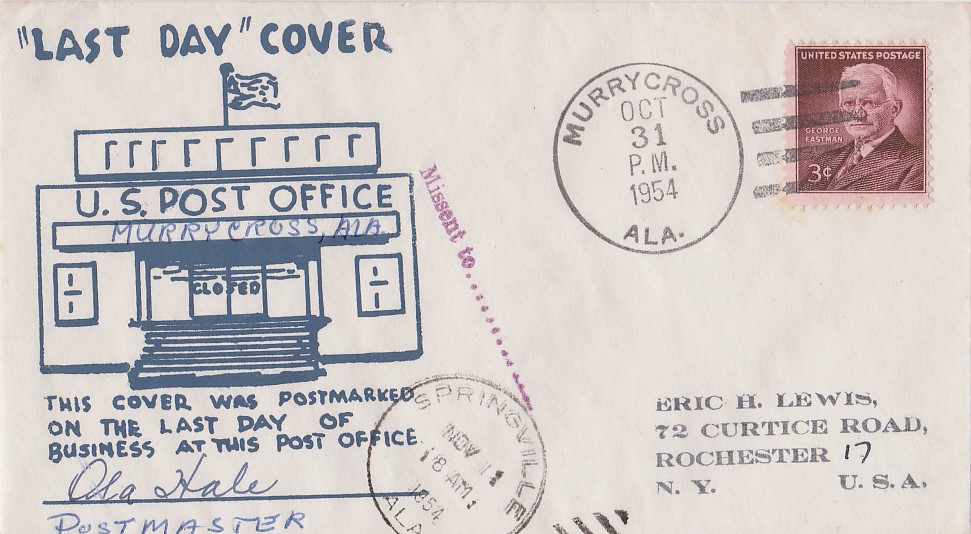 "LAST DAY" COVER
U.S. POST OFFICE
MURRYCROSS, ALA.
CLOSED
THIS COVER WAS POSTMARKED
ON THE LAST DAY OF
BUSINESS AT THIS POST OFFICE
Ola Hale
POSTMASTER
Missent to
SPRINGVILLE
NOV 1
8 AM
1954
ALA
MURRYCROSS
OCT
31
P.M.
1954
ALA.
UNITED STATES POSTAGE
GEORGE
EASTMAN
3¢
ERIC H. LEWIS,
72 CURTICE ROAD,
ROCHESTER 17
N. Y. U. S. A.